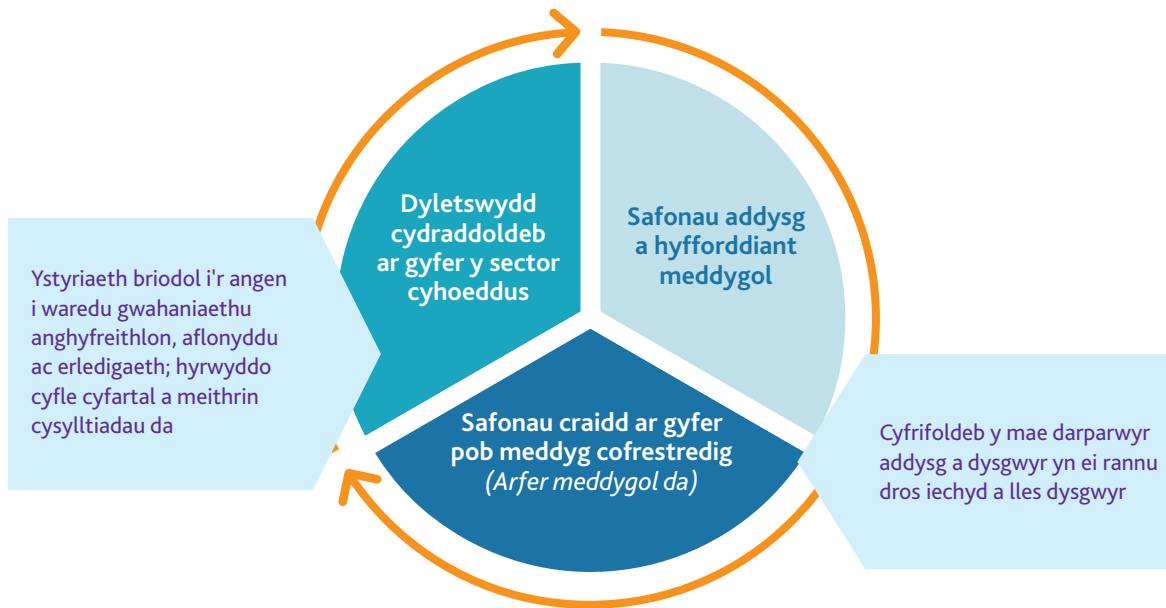 Dyletswydd
cydraddoldeb
ar gyfer y sector
cyhoeddus
Safonau addysg
a hyfforddiant
meddygol
Ystyriaeth briodol i'r angen
i waredu gwahaniaethu
anghyfreithlon, aflonyddu
ac erledigaeth; hyrwyddo
cyfle cyfartal a meithrin
cysylltiadau da
Safonau craidd ar gyfer
pob meddyg cofrestredig
(Arfer meddygol da)
Cyfrifoldeb y mae darparwyr
addysg a dysgwyr yn ei rannu
dros iechyd a lles dysgwyr